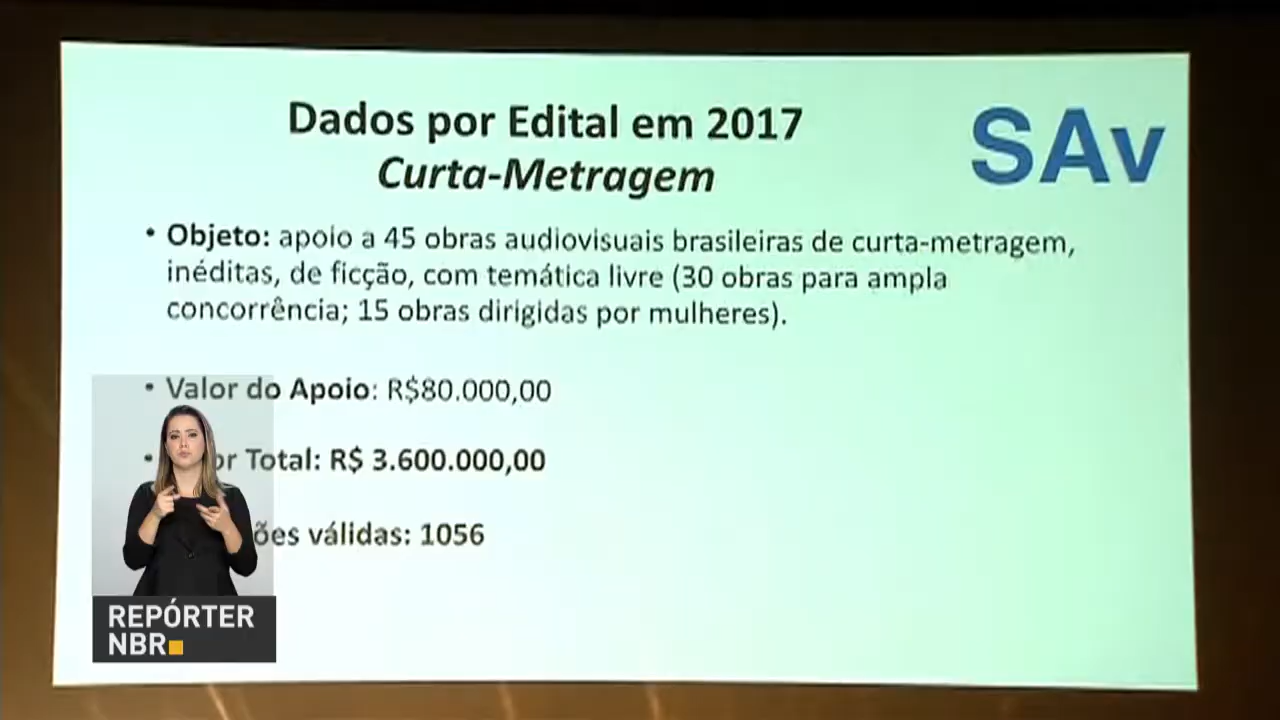 Dados por Edital em 2017
SAv
Curta-Metragem
• Objeto: apoio a 45 obras audiovisuais brasileiras de curta-metragem,
inéditas, de ficção, com temática livre (30 obras para ampla
concorrência; 15 obras dirigidas por mulheres).
• Valor do Apoio: R$80.000,00
• or Total: R$ 3.600.000,00
ões válidas: 1056
REPÓRTER
NBR